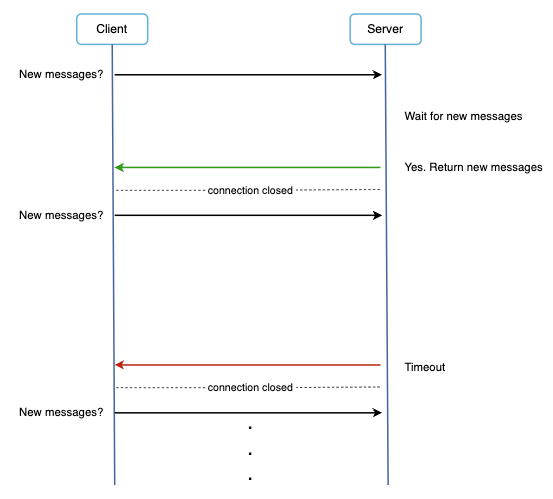 Client
Server
New messages?
Wait for new messages
Yes. Return new messages
connection closed
New messages?
Timeout
connection closed
New messages?